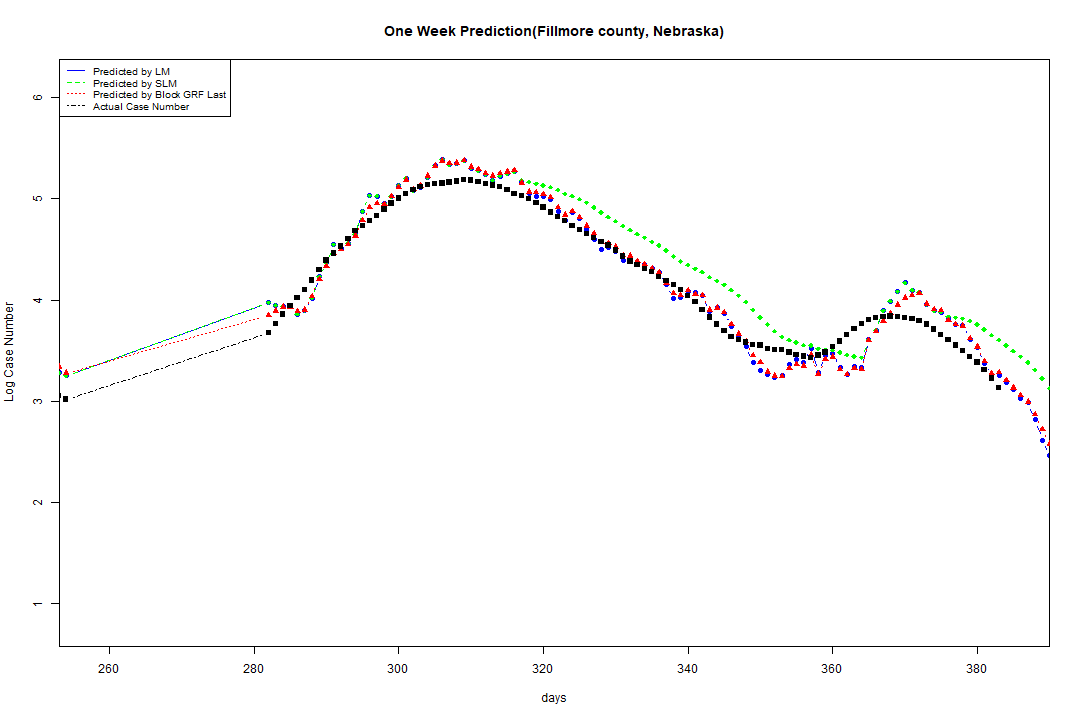 One Week Prediction(Fillmore county, Nebraska)
Predicted by LM
Predicted by SLM
Predicted by Block GRF Last
Actual Case Number
6
5
4
3
2
1
Log Case Number
260 280 300 320 340 360 380
days